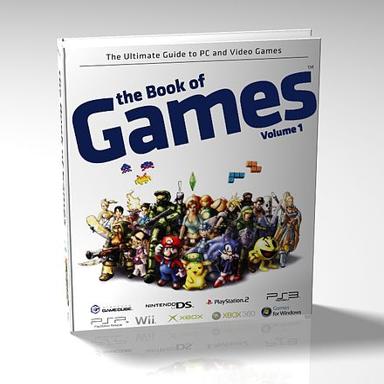 The Ultimate Guide to PC and Video Games
the Book of
Games
TM
Volume 1
GAMECUBE
NINTENDO DS
PlayStation 2
PS3
PSP
Wii
XBOX
XBOX 360
Games
for Windows